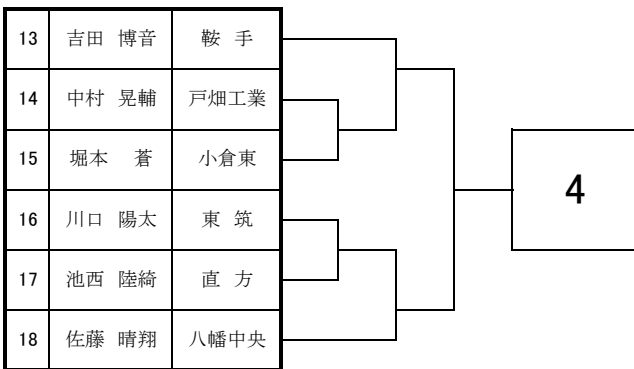 13 吉田 博音 鞍 手
14 中村 晃輔 戸畑工業
15 堀本 蒼 小倉東
16 川口 陽太 東 筑
17 池西 陸綺 直 方
18 佐藤 晴翔 八幡中央
4